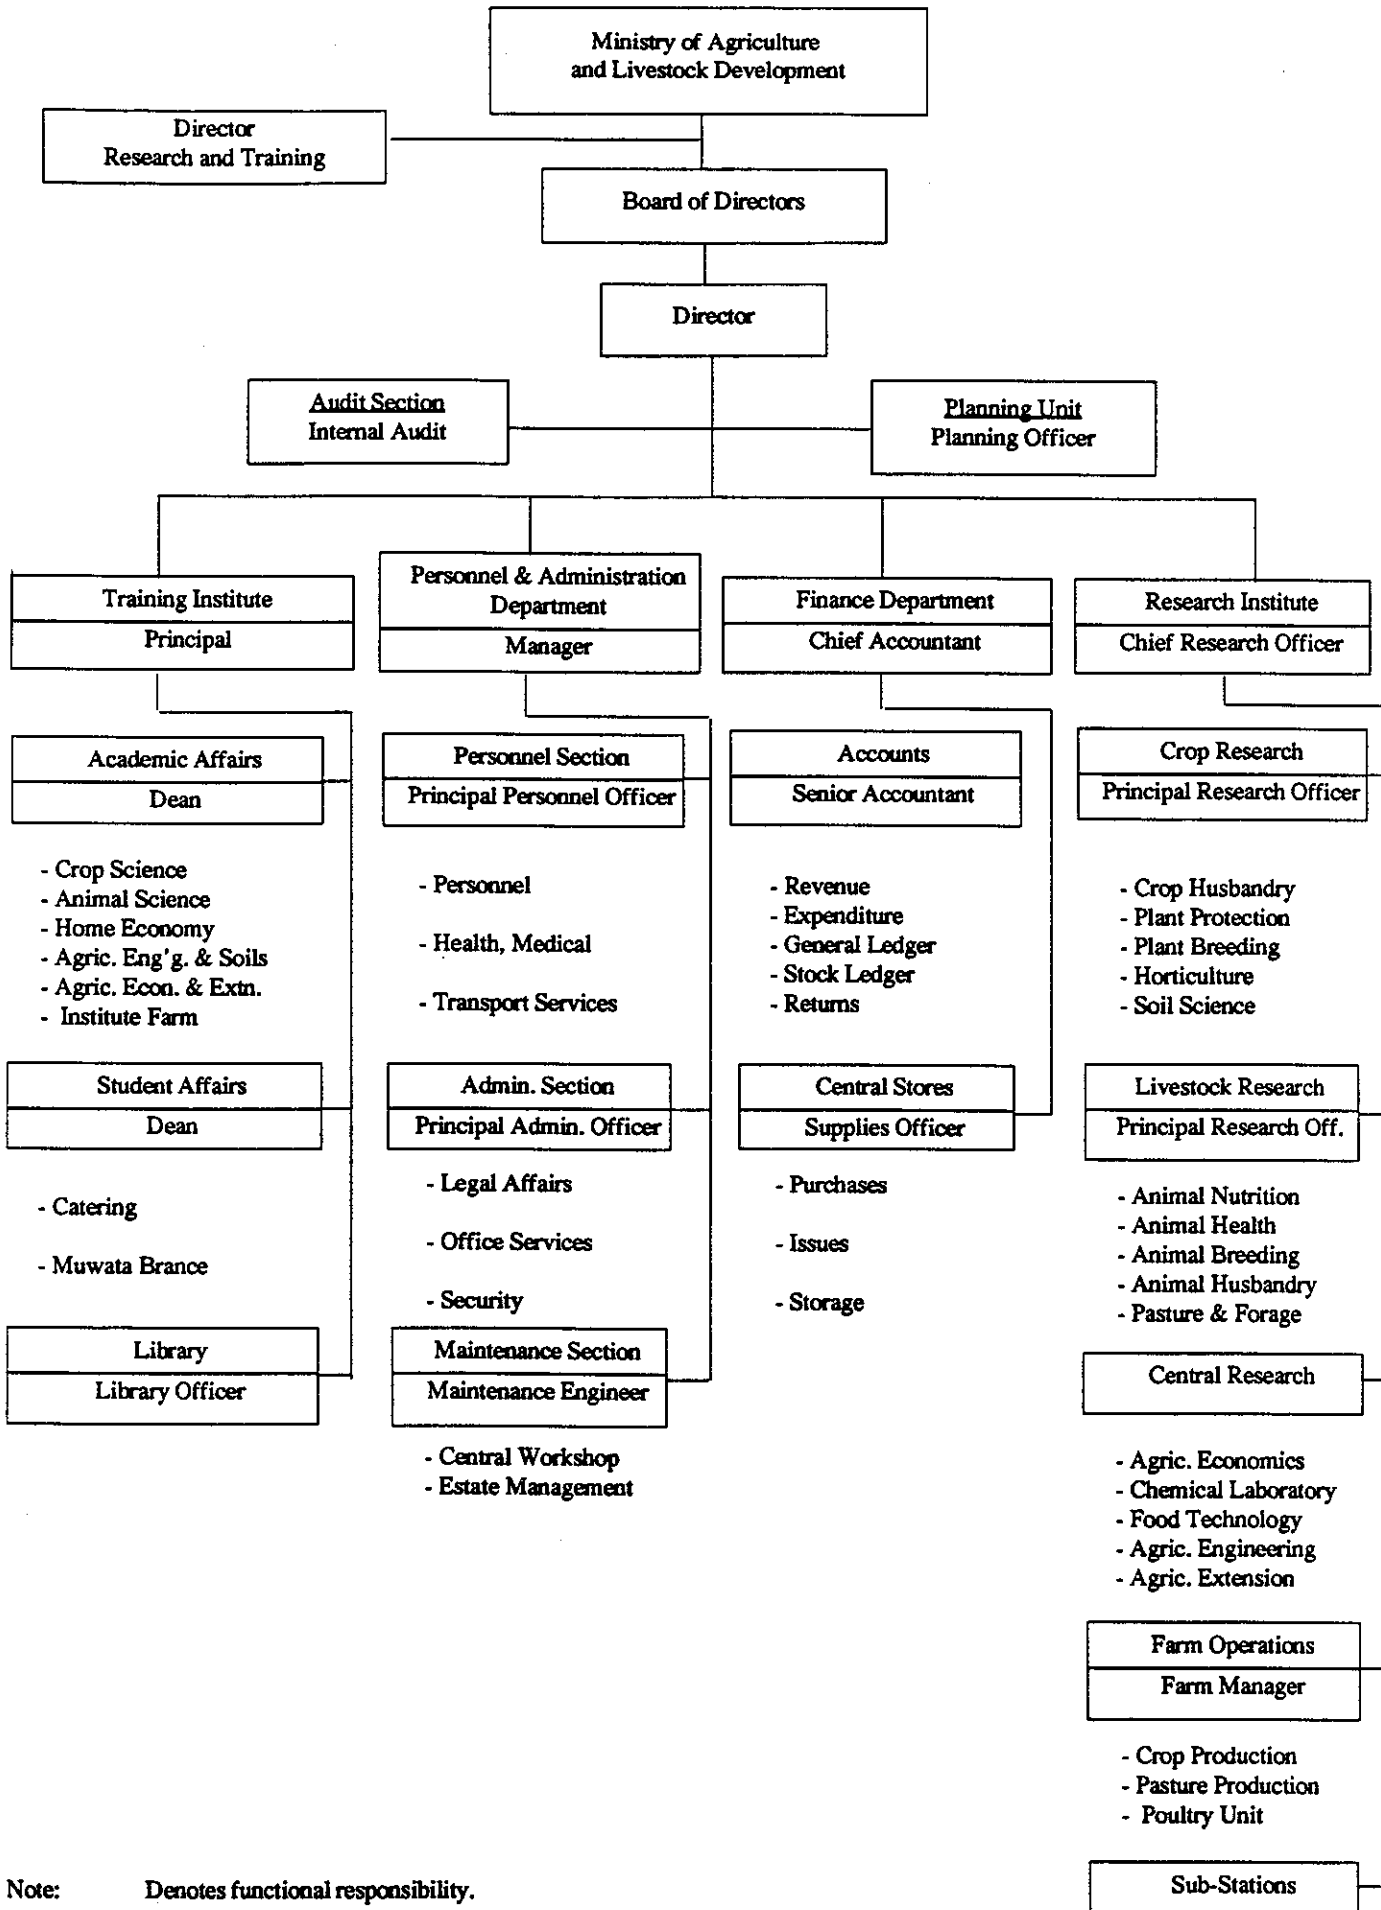 Ministry of Agriculture
and Livestock Development
Director
Research and Training
Board of Directors
Director
Audit Section
Internal Audit
Planning Unit
Planning Officer
Training Institute
Principal
Personnel & Administration
Department
Manager
Finance Department
Chief Accountant
Research Institute
Chief Research Officer
Academic Affairs
Dean
- Crop Science
- Animal Science
- Home Economy
- Agric. Eng'g. & Soils
- Agric. Econ. & Extn.
- Institute Farm
Student Affairs
Dean
- Catering
- Muwata Brance
Library
Library Officer
Personnel Section
Principal Personnel Officer
- Personnel
- Health, Medical
- Transport Services
Admin. Section
Principal Admin. Officer
- Legal Affairs
- Office Services
- Security
Maintenance Section
Maintenance Engineer
- Central Workshop
- Estate Management
Accounts
Senior Accountant
- Revenue
- Expenditure
- General Ledger
- Stock Ledger
- Returns
Central Stores
Supplies Officer
- Purchases
- Issues
- Storage
Crop Research
Principal Research Officer
- Crop Husbandry
- Plant Protection
- Plant Breeding
- Horticulture
- Soil Science
Livestock Research
Principal Research Off.
- Animal Nutrition
- Animal Health
- Animal Breeding
- Animal Husbandry
- Pasture & Forage
Central Research
- Agric. Economics
- Chemical Laboratory
- Food Technology
- Agric. Engineering
- Agric. Extension
Farm Operations
Farm Manager
- Crop Production
- Pasture Production
- Poultry Unit
Sub-Stations
Note: Denotes functional responsibility.